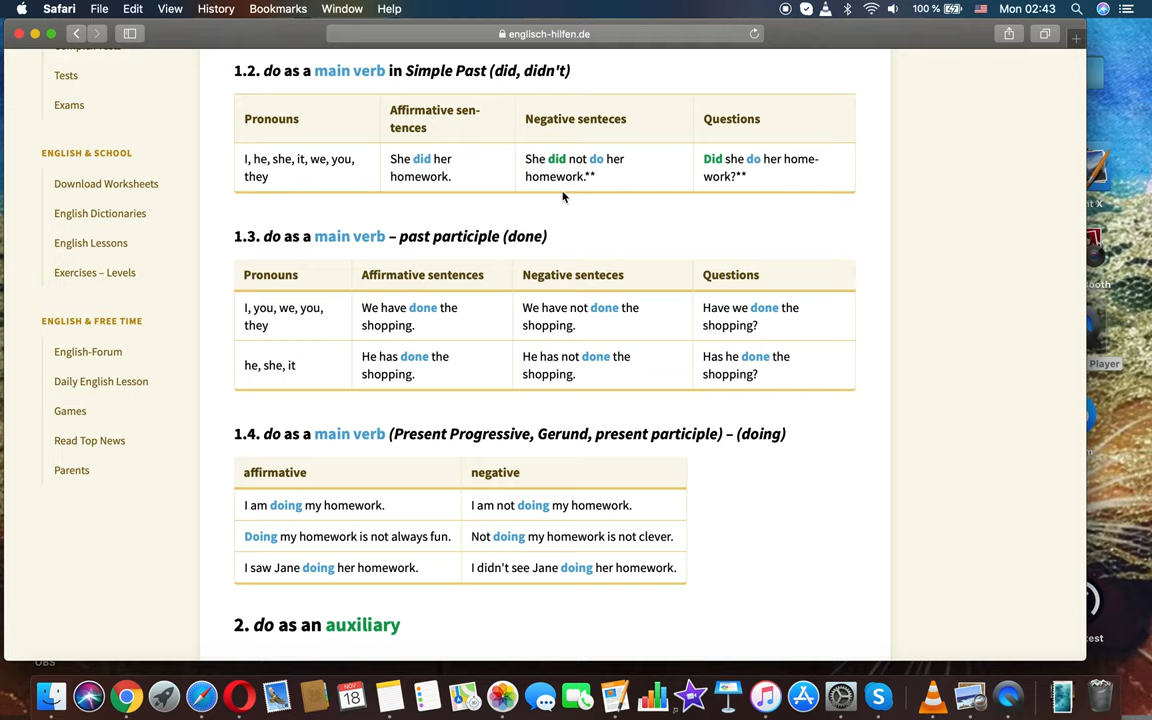 Safari File Edit View History Bookmarks Window Help 100 % Mon 02:43
englisch-hilfen.de
Tests
Exams
ENGLISH & SCHOOL
Download Worksheets
English Dictionaries
English Lessons
Exercises – Levels
ENGLISH & FREE TIME
English-Forum
Daily English Lesson
Games
Read Top News
Parents
1.2. do as a main verb in Simple Past (did, didn't)
Pronouns
Affirmative sen-
tences
Negative senteces
Questions
I, he, she, it, we, you,
they
She did her
homework.
She did not do her
homework.**
Did she do her home-
work?**
1.3. do as a main verb – past participle (done)
Pronouns
Affirmative sentences
Negative senteces
Questions
I, you, we, you,
they
We have done the
shopping.
We have not done the
shopping.
Have we done the
shopping?
he, she, it
He has done the
shopping.
He has not done the
shopping.
Has he done the
shopping?
1.4. do as a main verb (Present Progressive, Gerund, present participle) – (doing)
affirmative
negative
I am doing my homework.
I am not doing my homework.
Doing my homework is not always fun.
Not doing my homework is not clever.
I saw Jane doing her homework.
I didn't see Jane doing her homework.
2. do as an auxiliary
Player
OBS
NOV
18